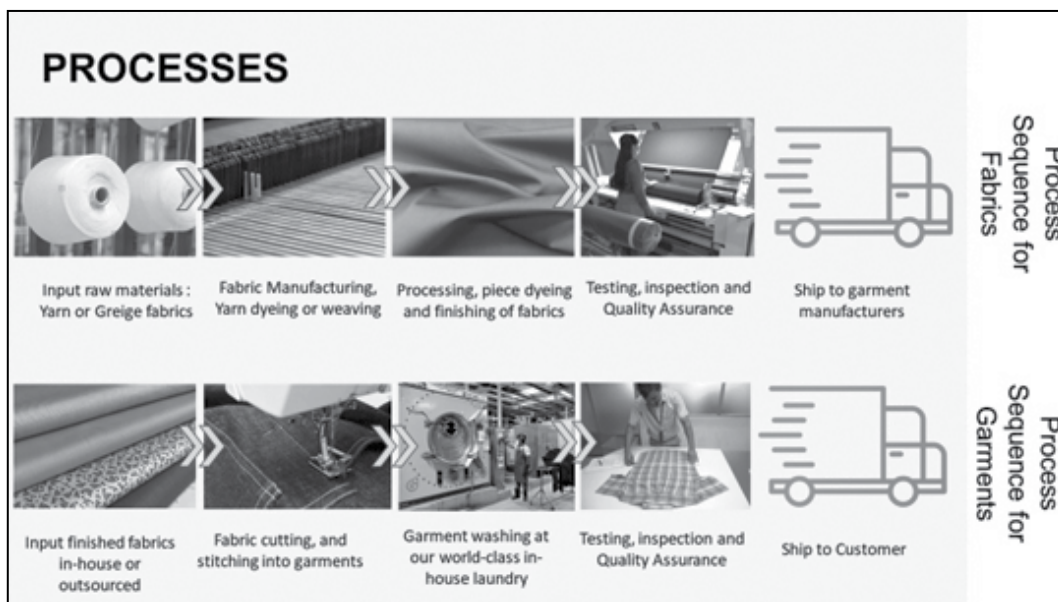 PROCESSES
Input raw materials :
Yarn or Greige fabrics
Fabric Manufacturing,
Yarn dyeing or weaving
Processing, piece dyeing
and finishing of fabrics
Testing, inspection and
Quality Assurance
Ship to garment
manufacturers
Process
Sequence for
Fabrics
Input finished fabrics
in-house or
outsourced
Fabric cutting, and
stitching into garments
Garment washing at
our world-class in-
house laundry
Testing, inspection and
Quality Assurance
Ship to Customer
Process
Sequence for
Garments